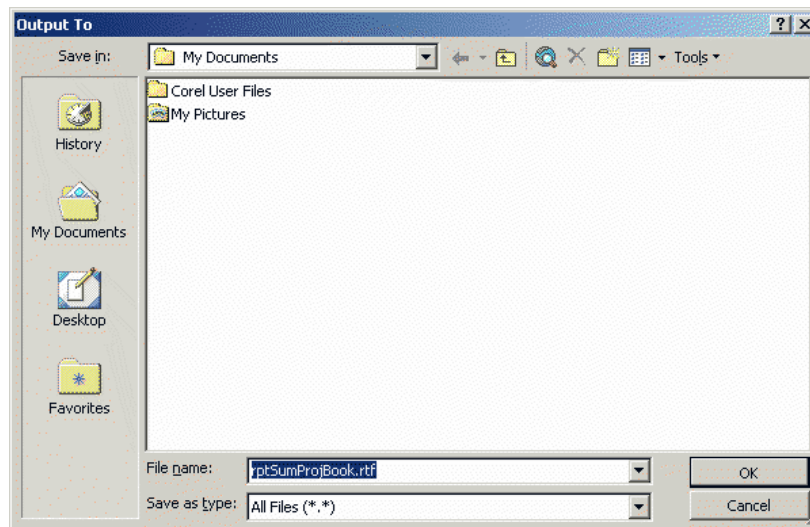 Output To
Save in: My Documents Tools
Corel User Files
My Pictures
History
My Documents
Desktop
Favorites
File name: rptSumProjBook.rtf OK
Save as type: All Files (*.*) Cancel